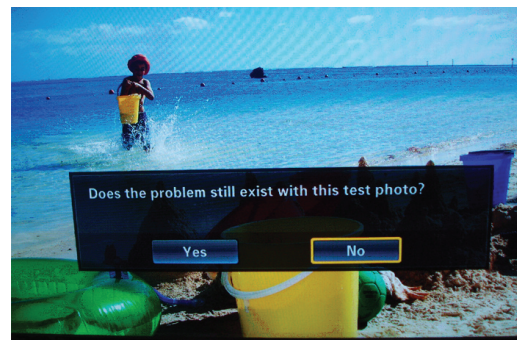 Does the problem still exist with this test photo?
Yes
No